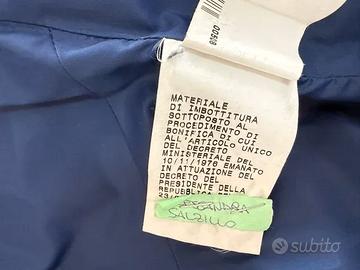 00518
MATERIALE
DI IMBOTTITURA
SOTTOPOSTO AL
PROCEDIMENTO DI
BONIFICA DI CUI
ALL'ARTICOLO UNICO
DEL DECRETO
MINISTERIALE DEL
10/11/1976 EMANATO
IN ATTUAZIONE DEL
DECRETO DEL
PRESIDENTE DELLA
REPUBBLICA
SALZILLO
subito